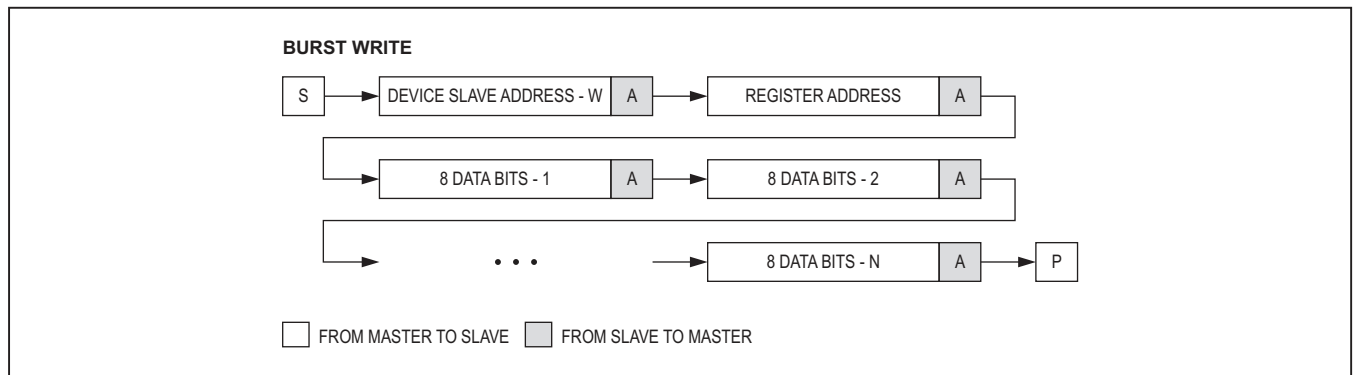 BURST WRITE
S DEVICE SLAVE ADDRESS - W A REGISTER ADDRESS A
8 DATA BITS - 1 A 8 DATA BITS - 2 A
• • • 8 DATA BITS - N A P
FROM MASTER TO SLAVE FROM SLAVE TO MASTER